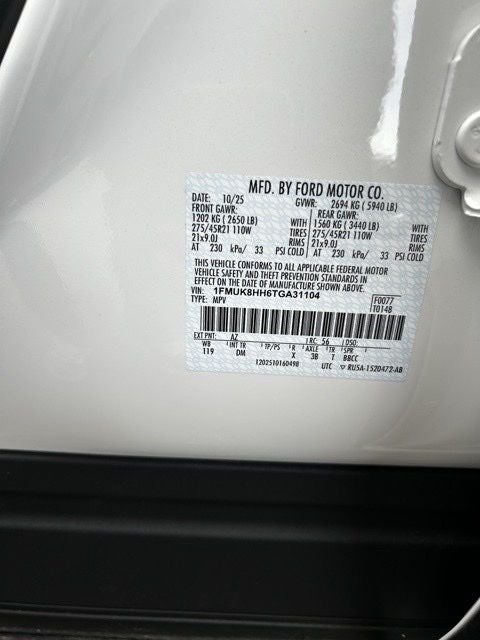 MFD. BY FORD MOTOR CO.
DATE: 10/25 GVWR: 2694 KG ( 5940 LB)
FRONT GAWR: REAR GAWR:
1202 KG ( 2650 LB) WITH 1560 KG ( 3440 LB) WITH
275/45R21 110W TIRES 275/45R21 110W TIRES
21x9.0J RIMS 21x9.0J RIMS
AT 230 kPa/ 33 PSI COLD AT 230 kPa/ 33 PSI COLD
THIS VEHICLE CONFORMS TO ALL APPLICABLE FEDERAL MOTOR
VEHICLE SAFETY AND THEFT PREVENTION STANDARDS IN
EFFECT ON THE DATE OF MANUFACTURE SHOWN ABOVE.
VIN: 1FMUK8HH6TGA31104
TYPE: MPV F0077
T0148
EXT PNT: AZ RC: 56 DSO:
WB INT TR TP/PS R AXLE TR SPR
119 DM X 3B T BBCC
1202510160498 UTC ▽ RU5A-1520472-AB